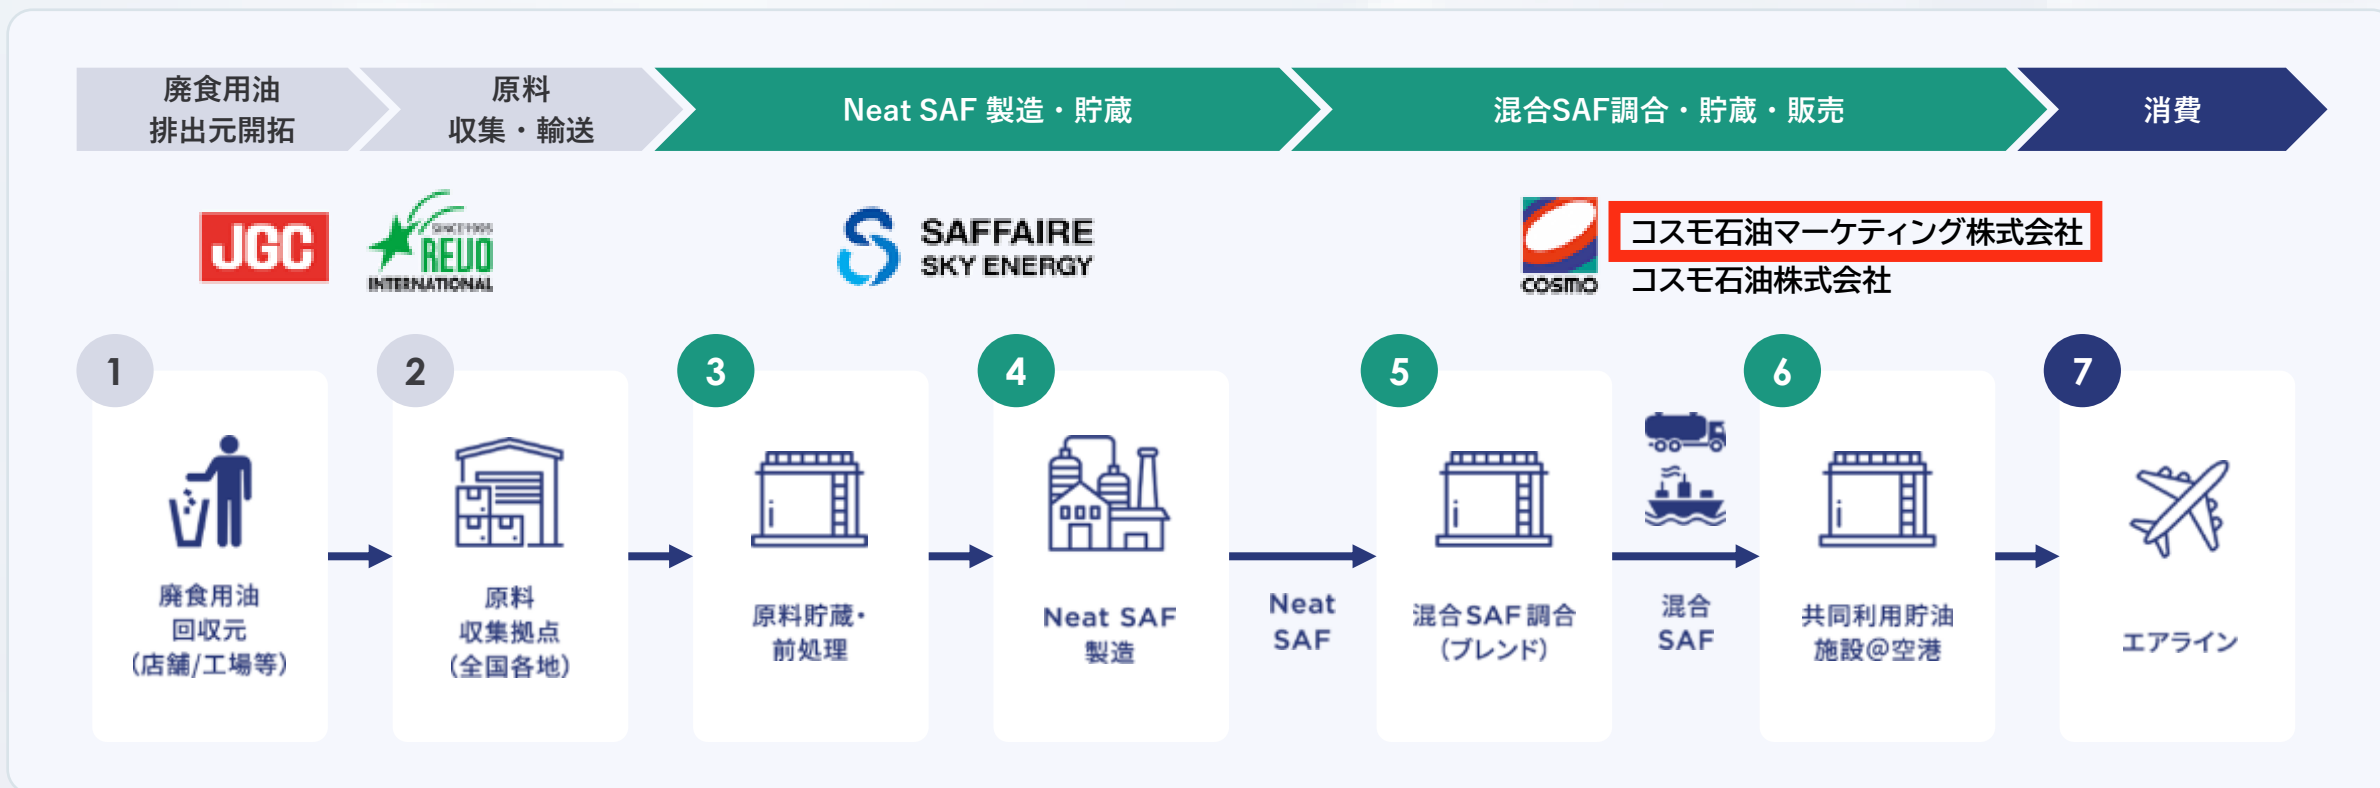 廃食用油
排出元開拓
原料
収集・輸送
Neat SAF 製造・貯蔵
混合SAF調合・貯蔵・販売
消費
JGC
SINCE 1995
REVO
INTERNATIONAL
SAFFAIRE
SKY ENERGY
COSMO
コスモ石油マーケティング株式会社
コスモ石油株式会社
1
2
3
4
5
6
7
廃食用油
回収元
（店舗/工場等）
原料
収集拠点
（全国各地）
原料貯蔵・
前処理
Neat SAF
製造
Neat
SAF
混合SAF調合
（ブレンド）
混合
SAF
共同利用貯油
施設@空港
エアライン